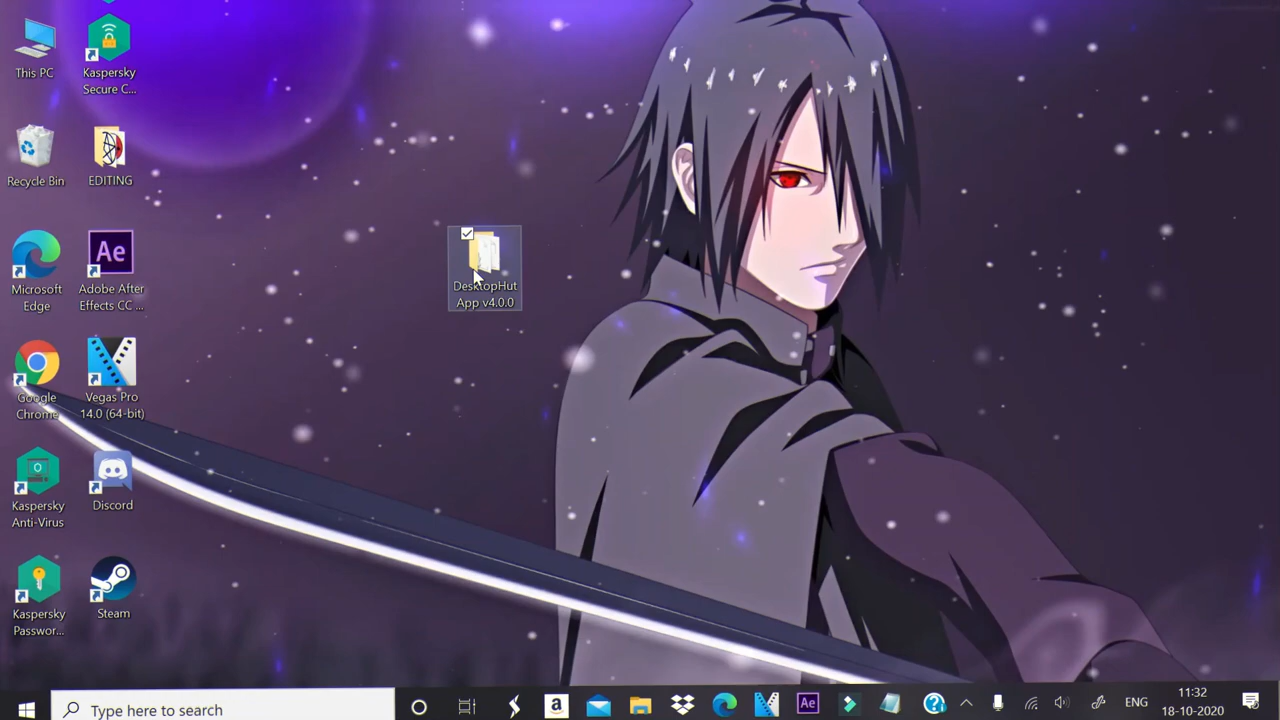 This PC
Kaspersky
Secure C...
Recycle Bin
EDITING
Microsoft
Edge
Ae
Adobe After
Effects CC ...
DesktopHut
App v4.0.0
Google
Chrome
Vegas Pro
14.0 (64-bit)
Kaspersky
Anti-Virus
Discord
Kaspersky
Passwor...
Steam
Type here to search
a
Ae
ENG
11:32
18-10-2020